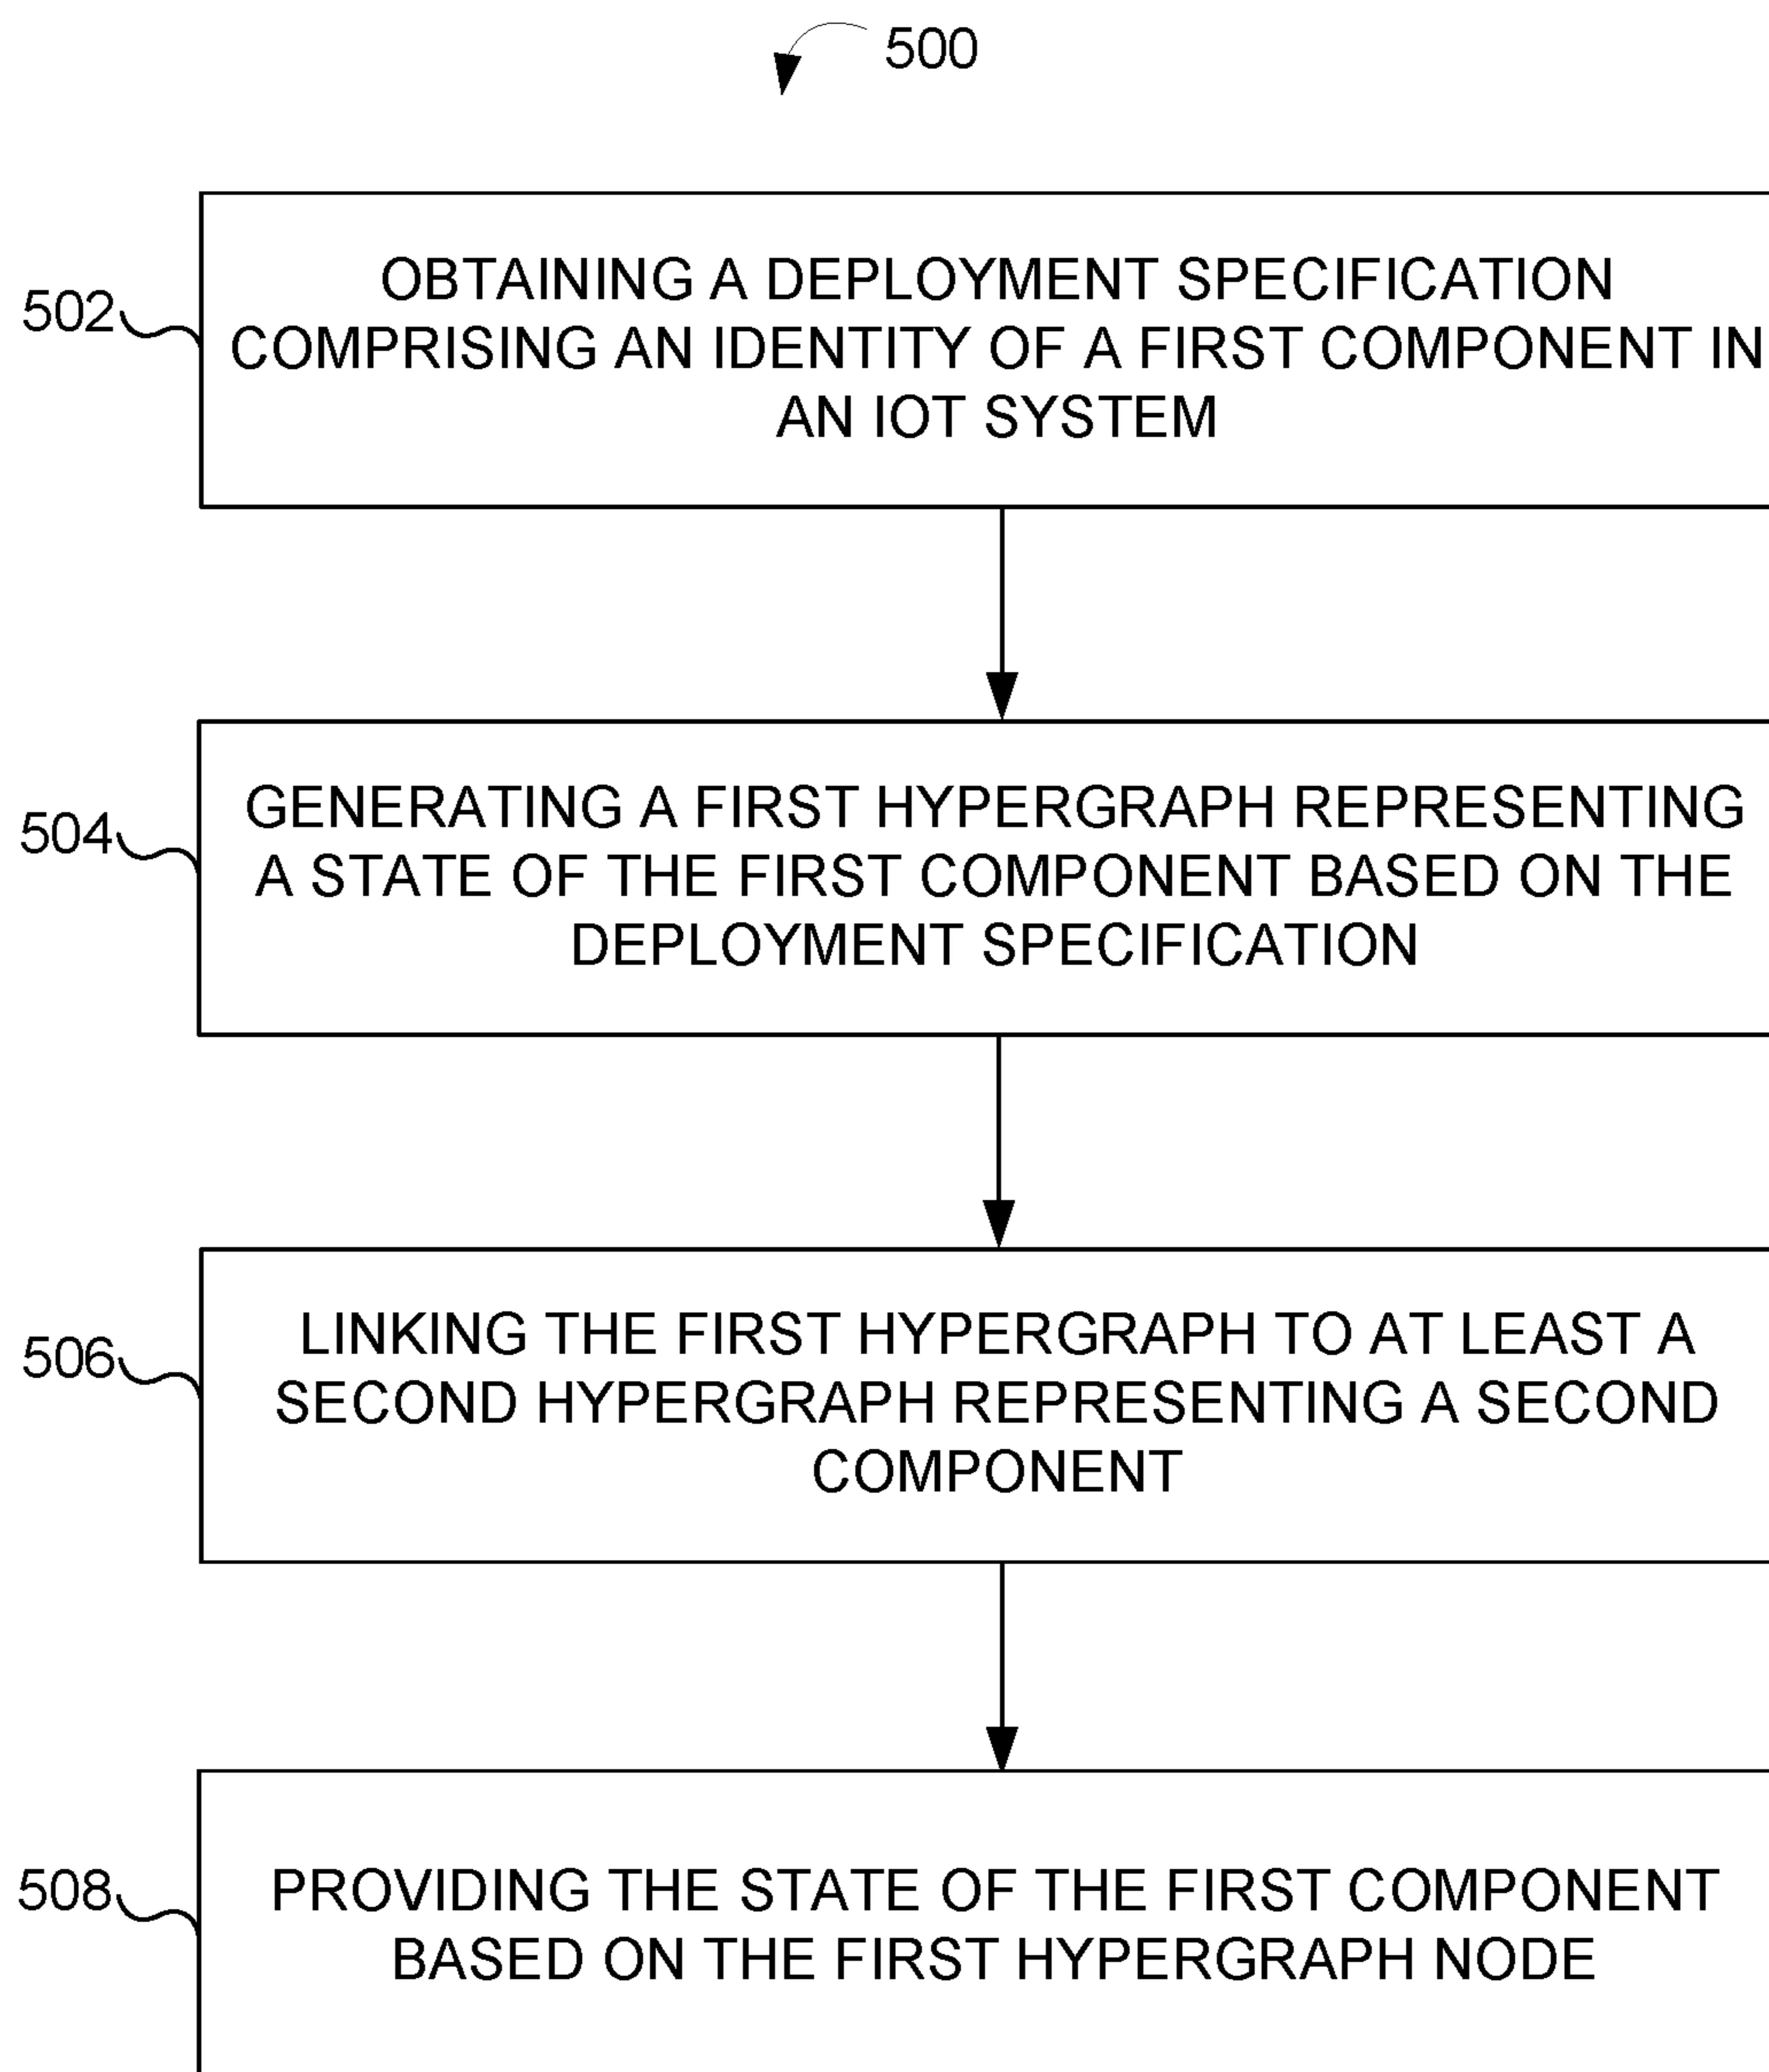 500
502
OBTAINING A DEPLOYMENT SPECIFICATION
COMPRISING AN IDENTITY OF A FIRST COMPONENT IN
AN IOT SYSTEM
504
GENERATING A FIRST HYPERGRAPH REPRESENTING
A STATE OF THE FIRST COMPONENT BASED ON THE
DEPLOYMENT SPECIFICATION
506
LINKING THE FIRST HYPERGRAPH TO AT LEAST A
SECOND HYPERGRAPH REPRESENTING A SECOND
COMPONENT
508
PROVIDING THE STATE OF THE FIRST COMPONENT
BASED ON THE FIRST HYPERGRAPH NODE